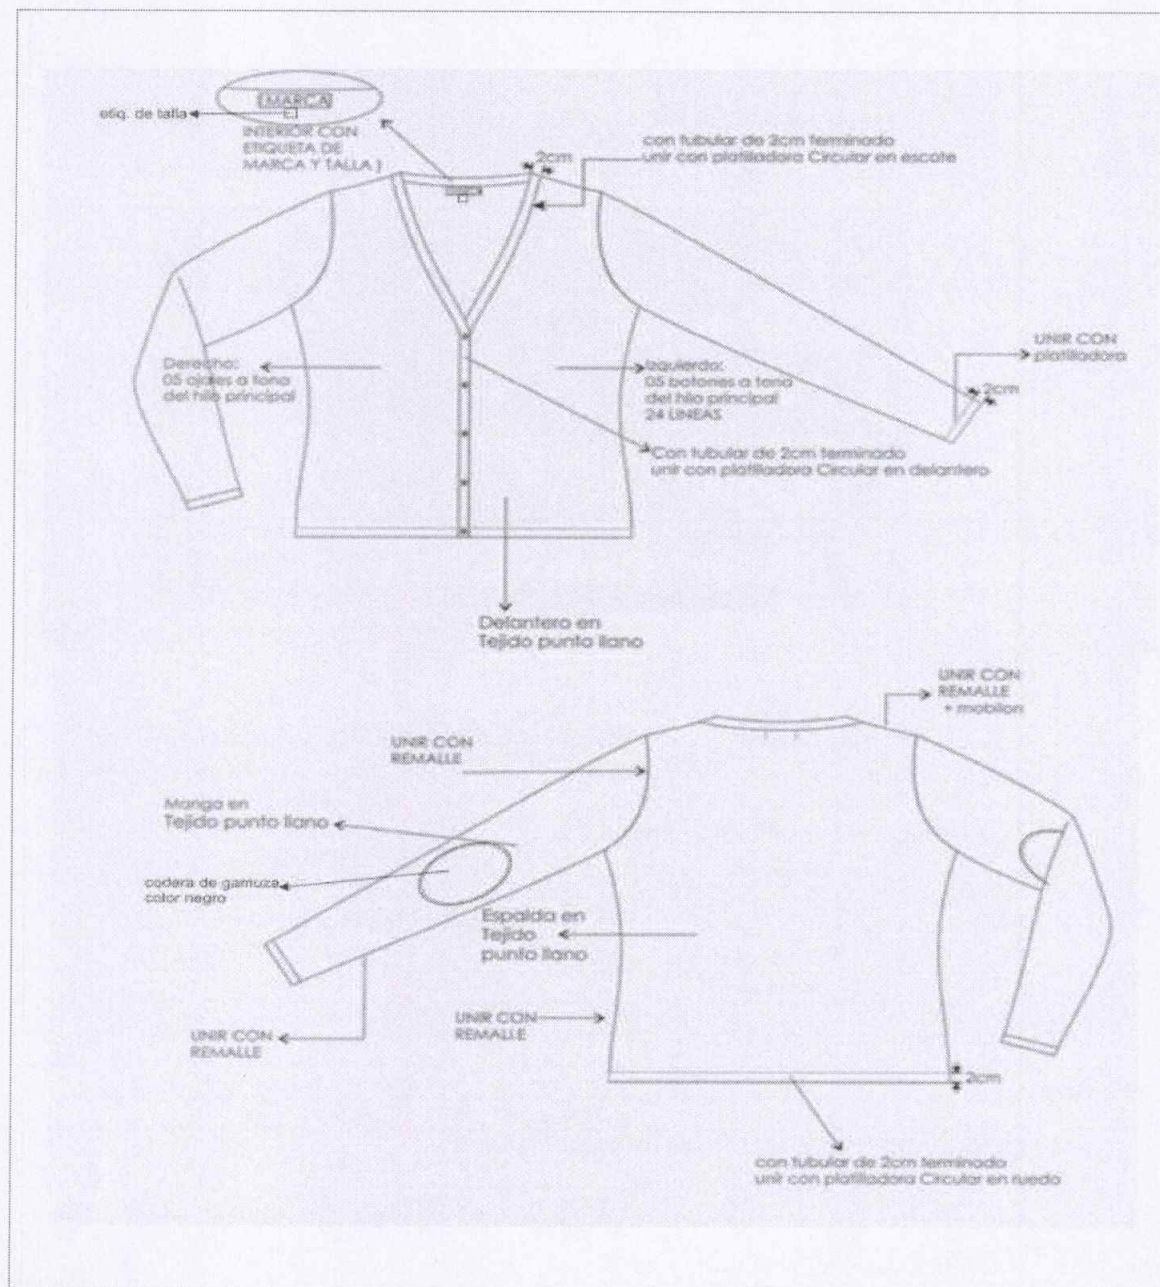 [MARCA]
etiq. de talla
INTERIOR CON
ETIQUETA DE
MARCA Y TALLA )
2cm
con tubular de 2cm terminado
unir con platilladora Circular en escote
UNIR CON
platilladora
2cm
Derecho:
05 ojales a tono
del hilo principal
Izquierdo:
05 botones a tono
del hilo principal
24 LINEAS
Con tubular de 2cm terminado
unir con platilladora Circular en delantero
Delantero en
Tejido punto llano
UNIR CON
REMALLE
+ mobilon
UNIR CON
REMALLE
Manga en
Tejido punto llano
codera de gamuza
color negro
Espalda en
Tejido
punto llano
UNIR CON
REMALLE
UNIR CON
REMALLE
2cm
con tubular de 2cm terminado
unir con platilladora Circular en ruedo